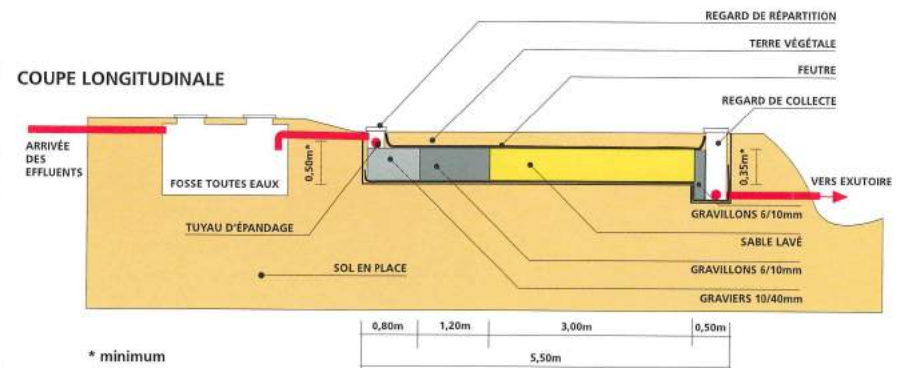 REGARD DE RÉPARTITION
TERRE VÉGÉTALE
FEUTRE
COUPE LONGITUDINALE
REGARD DE COLLECTE
ARRIVÉE
DES
EFFLUENTS
FOSSE TOUTES EAUX
0,50m*
0,35m*
VERS EXUTOIRE
GRAVILLONS 6/10mm
TUYAU D'ÉPANDAGE
SABLE LAVÉ
SOL EN PLACE
GRAVILLONS 6/10mm
GRAVIERS 10/40mm
0,80m
1,20m
3,00m
0,50m
* minimum
5,50m